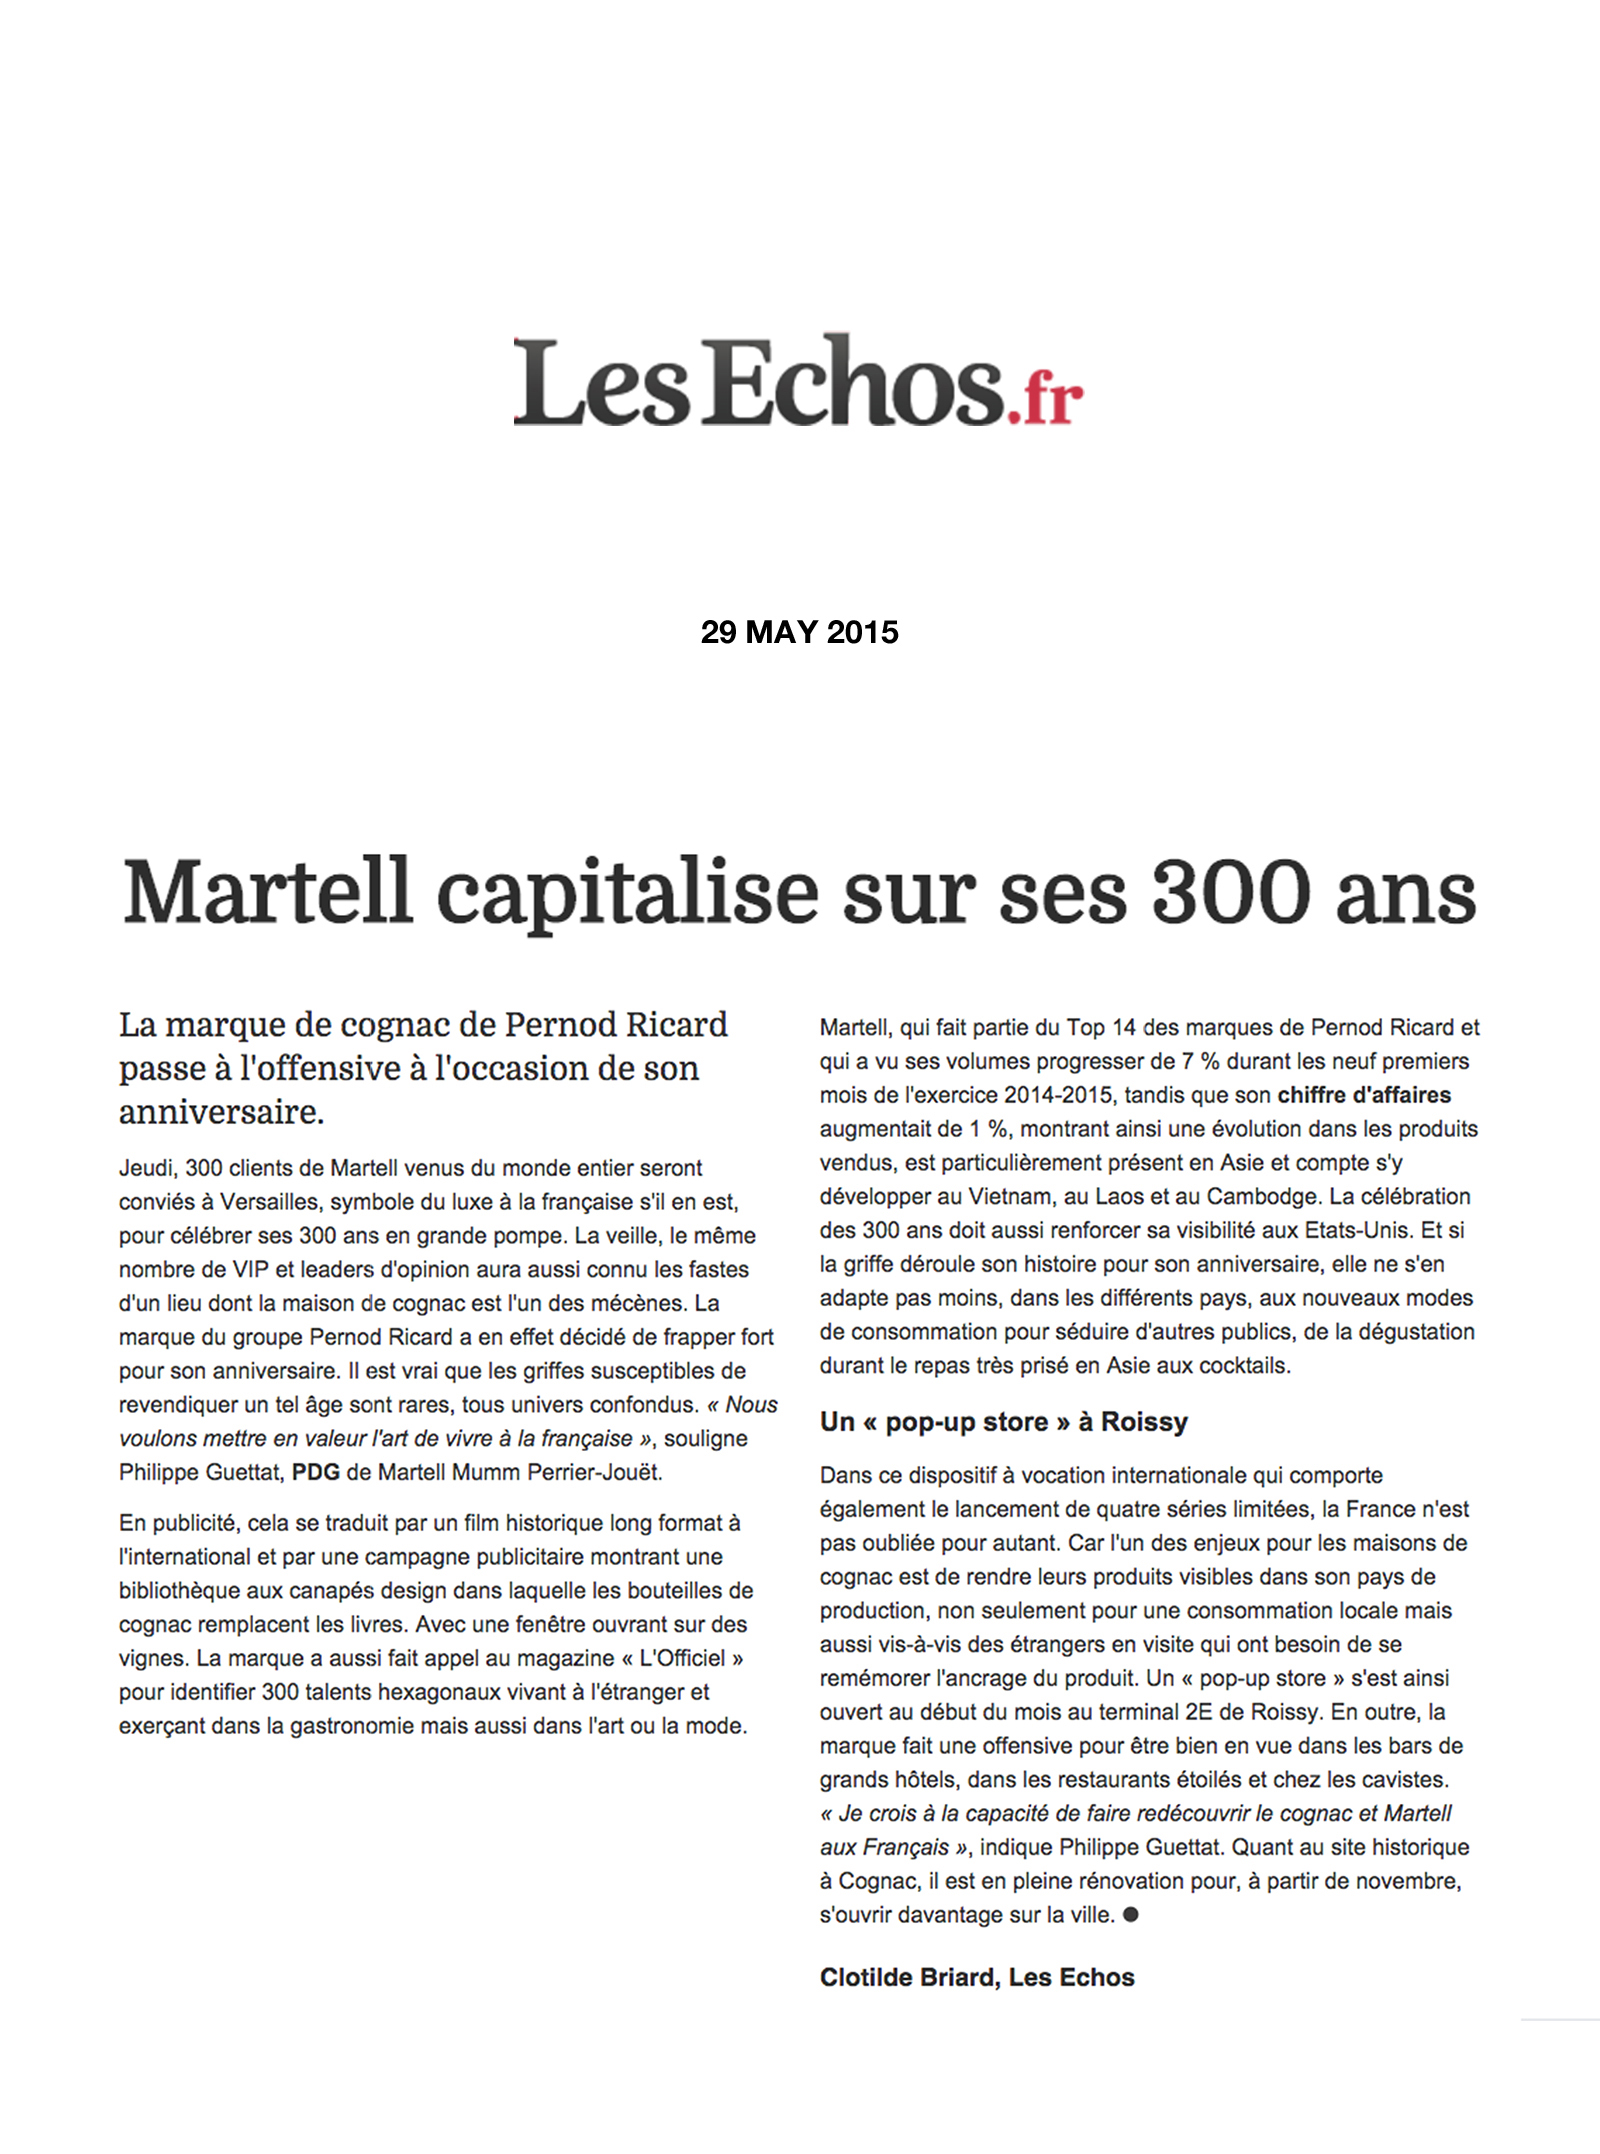 Les Echos.fr
29 MAY 2015
Martell capitalise sur ses 300 ans
La marque de cognac de Pernod Ricard
passe à l'offensive à l'occasion de son
anniversaire.
Jeudi, 300 clients de Martell venus du monde entier seront
conviés à Versailles, symbole du luxe à la française s'il en est,
pour célébrer ses 300 ans en grande pompe. La veille, le même
nombre de VIP et leaders d'opinion aura aussi connu les fastes
d'un lieu dont la maison de cognac est l'un des mécènes. La
marque du groupe Pernod Ricard a en effet décidé de frapper fort
pour son anniversaire. Il est vrai que les griffes susceptibles de
revendiquer un tel âge sont rares, tous univers confondus. « Nous
voulons mettre en valeur l'art de vivre à la française », souligne
Philippe Guettat, PDG de Martell Mumm Perrier-Jouët.
En publicité, cela se traduit par un film historique long format à
l'international et par une campagne publicitaire montrant une
bibliothèque aux canapés design dans laquelle les bouteilles de
cognac remplacent les livres. Avec une fenêtre ouvrant sur des
vignes. La marque a aussi fait appel au magazine « L'Officiel »
pour identifier 300 talents hexagonaux vivant à l'étranger et
exerçant dans la gastronomie mais aussi dans l'art ou la mode.
Martell, qui fait partie du Top 14 des marques de Pernod Ricard et
qui a vu ses volumes progresser de 7 % durant les neuf premiers
mois de l'exercice 2014-2015, tandis que son chiffre d'affaires
augmentait de 1 %, montrant ainsi une évolution dans les produits
vendus, est particulièrement présent en Asie et compte s'y
développer au Vietnam, au Laos et au Cambodge. La célébration
des 300 ans doit aussi renforcer sa visibilité aux Etats-Unis. Et si
la griffe déroule son histoire pour son anniversaire, elle ne s'en
adapte pas moins, dans les différents pays, aux nouveaux modes
de consommation pour séduire d'autres publics, de la dégustation
durant le repas très prisé en Asie aux cocktails.
Un « pop-up store » à Roissy
Dans ce dispositif à vocation internationale qui comporte
également le lancement de quatre séries limitées, la France n'est
pas oubliée pour autant. Car l'un des enjeux pour les maisons de
cognac est de rendre leurs produits visibles dans son pays de
production, non seulement pour une consommation locale mais
aussi vis-à-vis des étrangers en visite qui ont besoin de se
remémorer l'ancrage du produit. Un « pop-up store » s'est ainsi
ouvert au début du mois au terminal 2E de Roissy. En outre, la
marque fait une offensive pour être bien en vue dans les bars de
grands hôtels, dans les restaurants étoilés et chez les cavistes.
« Je crois à la capacité de faire redécouvrir le cognac et Martell
aux Français », indique Philippe Guettat. Quant au site historique
à Cognac, il est en pleine rénovation pour, à partir de novembre,
s'ouvrir davantage sur la ville. ●
Clotilde Briard, Les Echos